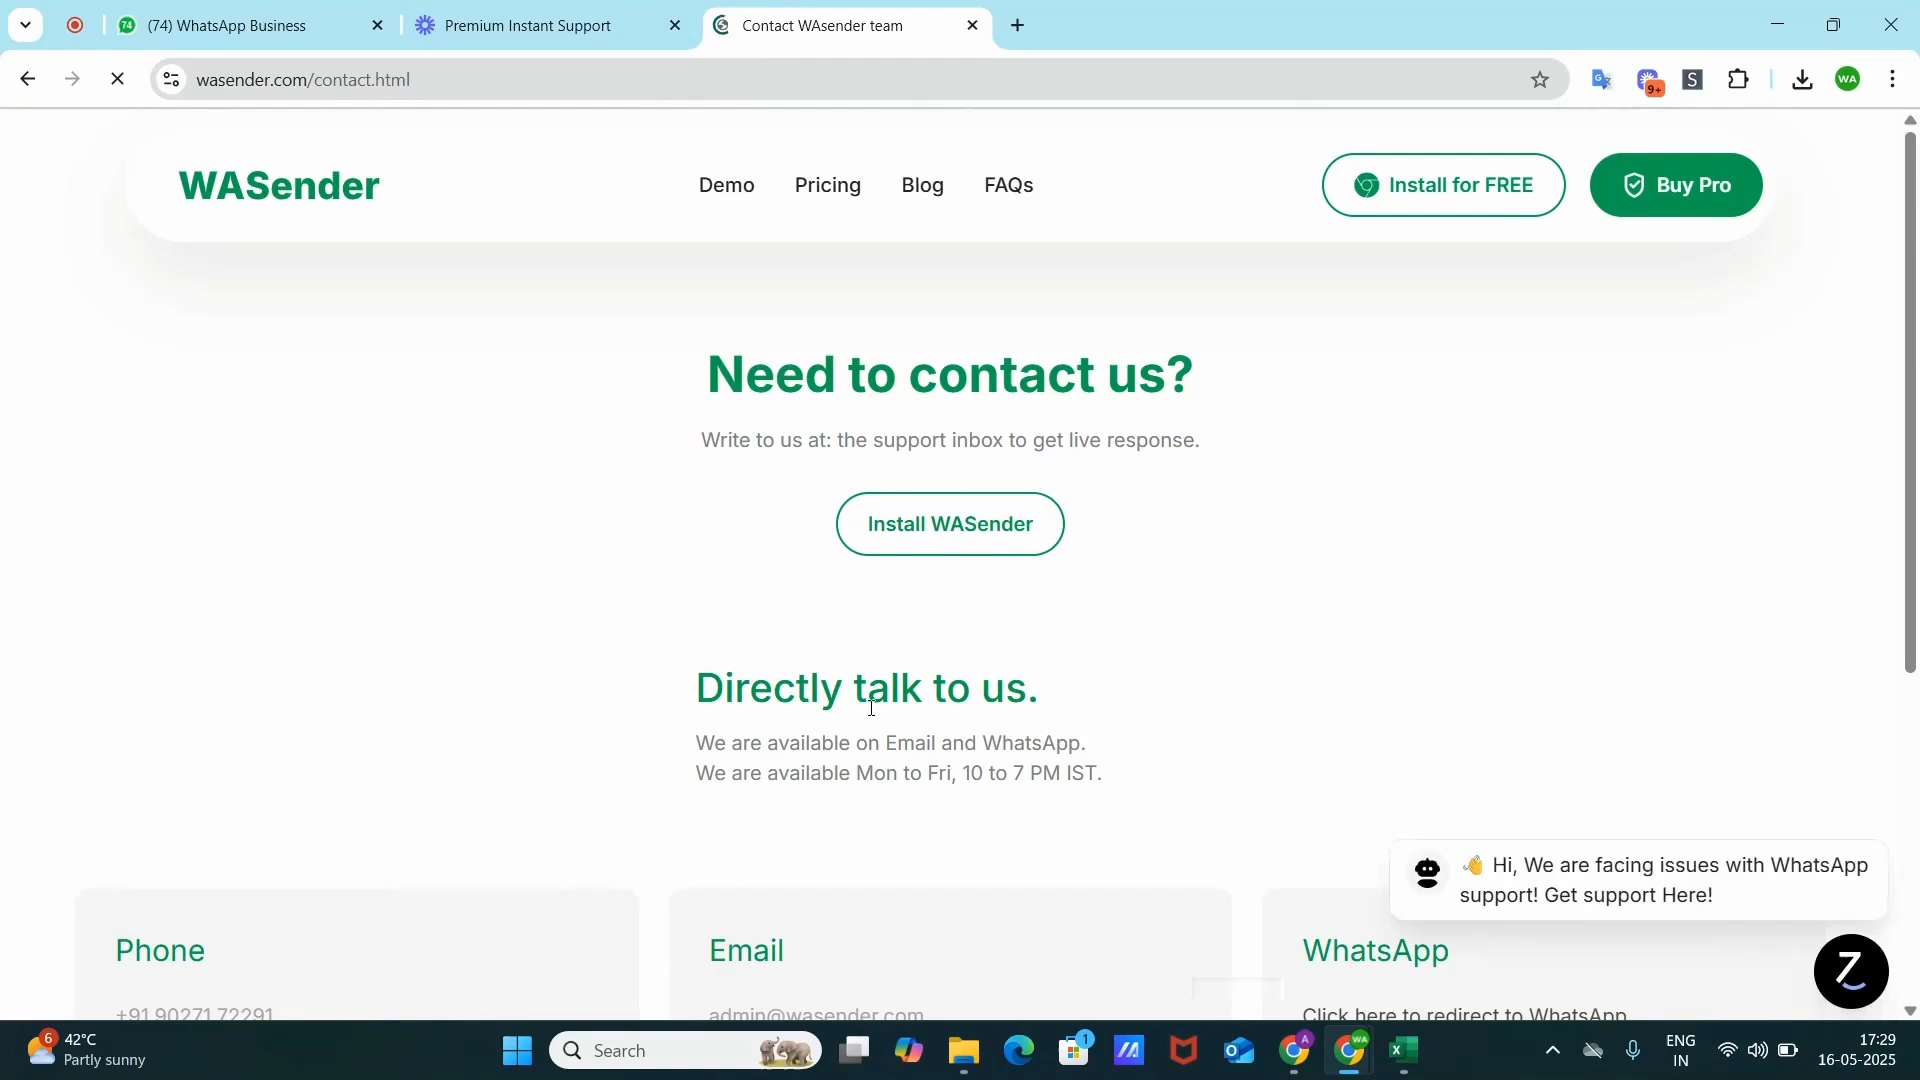 (74) WhatsApp Business
Premium Instant Support
Contact WAsender team
wasender.com/contact.html
9+
S
WA
WASender
Demo
Pricing
Blog
FAQs
Install for FREE
Buy Pro
Need to contact us?
Write to us at: the support inbox to get live response.
Install WASender
Directly talk to us.
We are available on Email and WhatsApp.
We are available Mon to Fri, 10 to 7 PM IST.
👋 Hi, We are facing issues with WhatsApp
support! Get support Here!
Phone
Email
WhatsApp
+91 90271 72291
admin@wasender.com
Click here to redirect to WhatsApp
6
42°C
Partly sunny
Search
1
A
WA
ENG
IN
17:29
16-05-2025